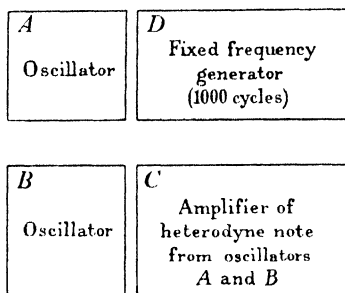 A
Oscillator
D
Fixed frequency
generator
(1000 cycles)
B
Oscillator
C
Amplifier of
heterodyne note
from oscillators
A and B